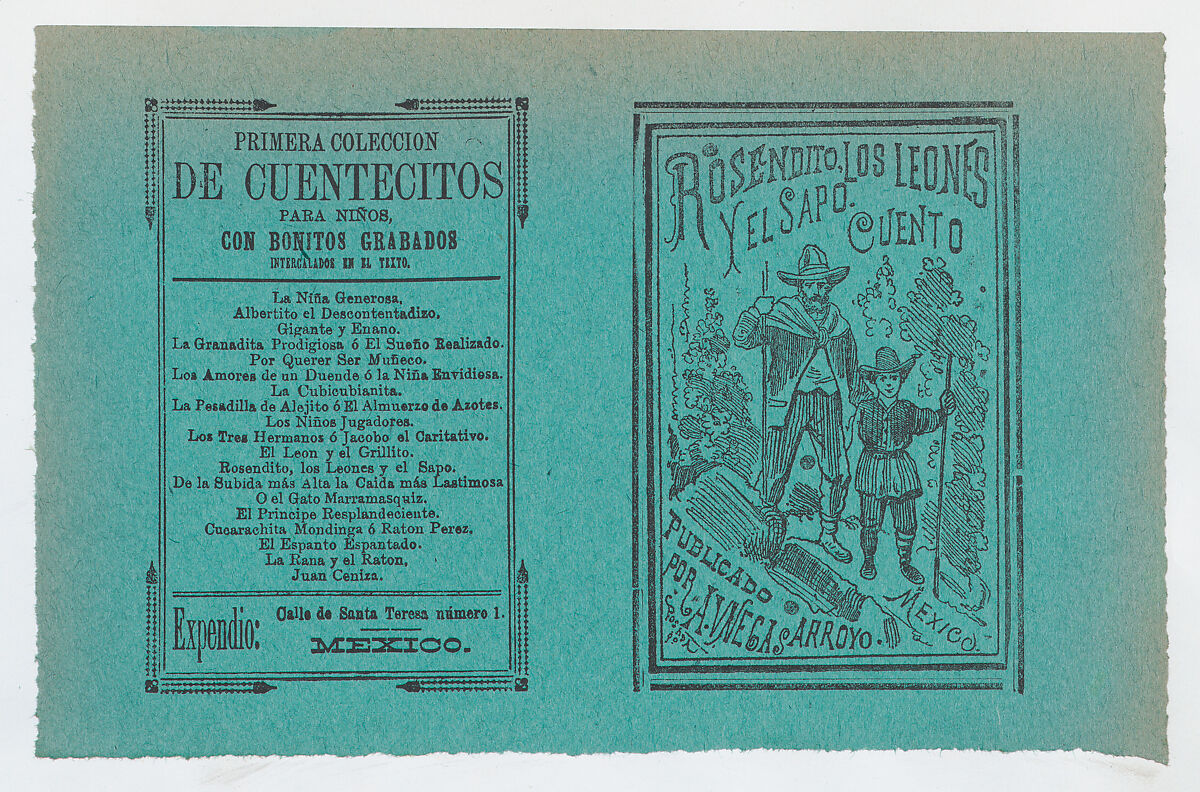 PRIMERA COLECCION
DE CUENTECITOS
PARA NIÑOS,
CON BONITOS GRABADOS
INTERCALADOS EN EL TEXTO.
La Niña Generosa,
Albertito el Descontentadizo,
Gigante y Enano.
La Granadita Prodigiosa ó El Sueño Realizado.
Por Querer Ser Muñeco.
Los Amores de un Duende ó la Niña Envidiosa.
La Cubicubianita.
La Pesadilla de Alejito ó El Almuerzo de Azotes.
Los Niños Jugadores.
Los Tres Hermanos ó Jacobo el Caritativo.
El Leon y el Grillito.
Rosendito, los Leones y el Sapo.
De la Subida más Alta la Caida más Lastimosa
O el Gato Marramasquiz.
El Principe Resplandeciente.
Cucarachita Mondinga ó Raton Perez.
El Espanto Espantado.
La Rana y el Raton,
Juan Ceniza.
Expendio: Calle de Santa Teresa número 1.
MEXICO.
ROSENDITO, LOS LEONES
Y EL SAPO.
CUENTO
PUBLICADO
POR A. VNEGAS ARROYO.
MEXICO.